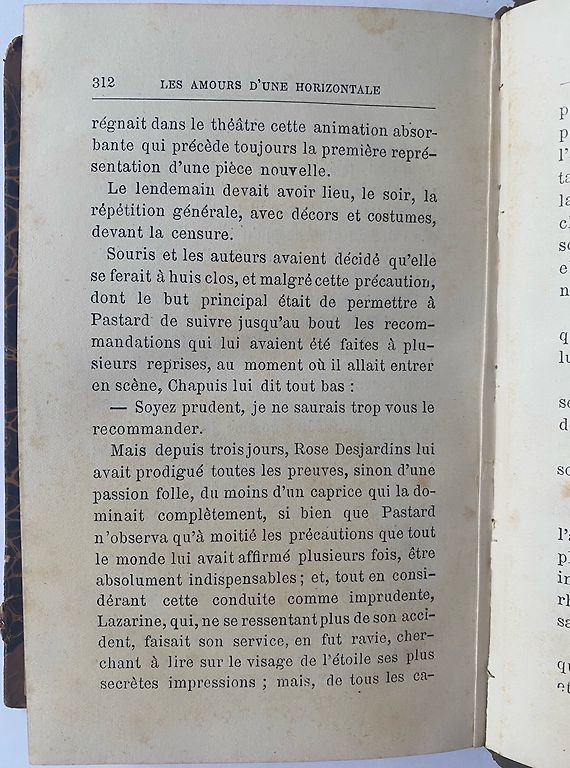 312 LES AMOURS D'UNE HORIZONTALE
régnait dans le théâtre cette animation absor-
bante qui précède toujours la première repré-
sentation d'une pièce nouvelle.
Le lendemain devait avoir lieu, le soir, la
répétition générale, avec décors et costumes,
devant la censure.
Souris et les auteurs avaient décidé qu'elle
se ferait à huis clos, et malgré cette précaution,
dont le but principal était de permettre à
Pastard de suivre jusqu'au bout les recom-
mandations qui lui avaient été faites à plu-
sieurs reprises, au moment où il allait entrer
en scène, Chapuis lui dit tout bas :
— Soyez prudent, je ne saurais trop vous le
recommander.
Mais depuis trois jours, Rose Desjardins lui
avait prodigué toutes les preuves, sinon d'une
passion folle, du moins d'un caprice qui la do-
minait complètement, si bien que Pastard
n'observa qu'à moitié les précautions que tout
le monde lui avait affirmé plusieurs fois, être
absolument indispensables ; et, tout en consi-
dérant cette conduite comme imprudente,
Lazarine, qui, ne se ressentant plus de son acci-
dent, faisait son service, en fut ravie, cher-
chant à lire sur le visage de l'étoile ses plus
secrètes impressions ; mais, de tous les ca-